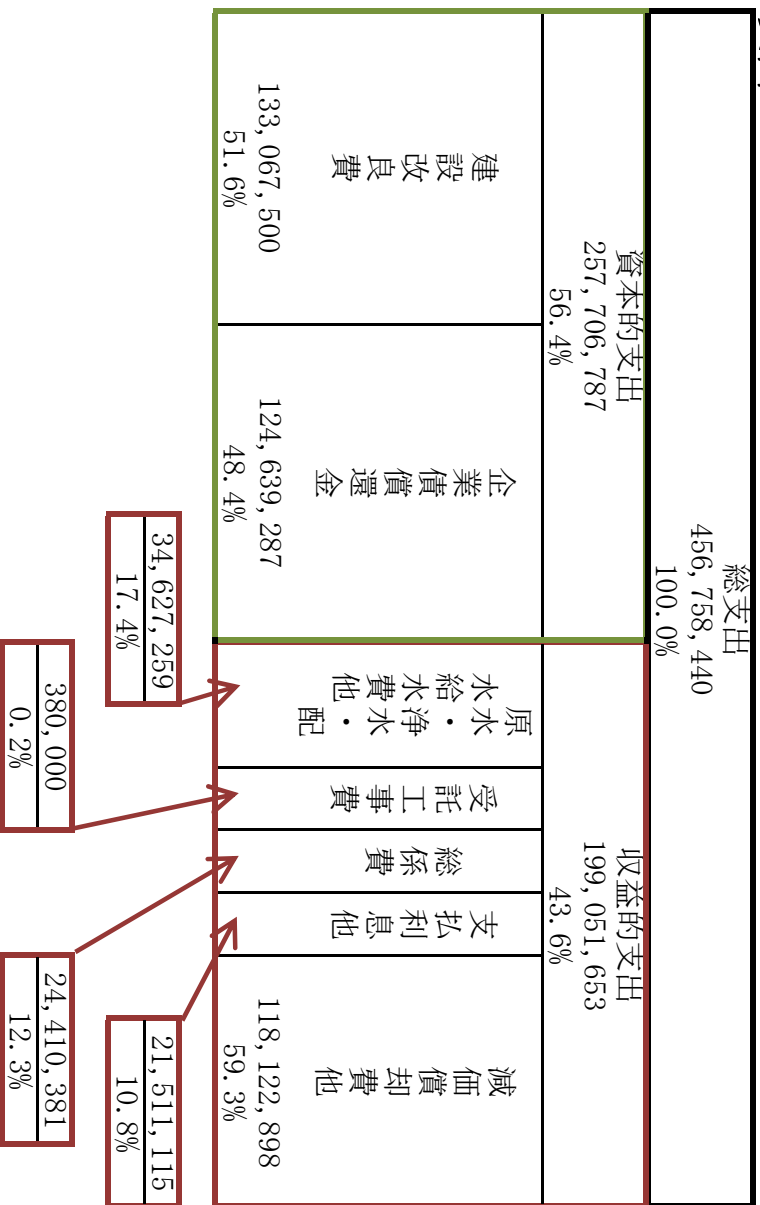 総支出
456,758,440
100.0%
資本的支出
257,706,787
56.4%
収益的支出
199,051,653
43.6%
建設改良費
133,067,500
51.6%
企業債償還金
124,639,287
48.4%
原水・浄水・配
水給水費他
受託工事費
総係費
支払利息他
減価償却費他
118,122,898
59.3%
34,627,259
17.4%
380,000
0.2%
24,410,381
12.3%
21,511,115
10.8%